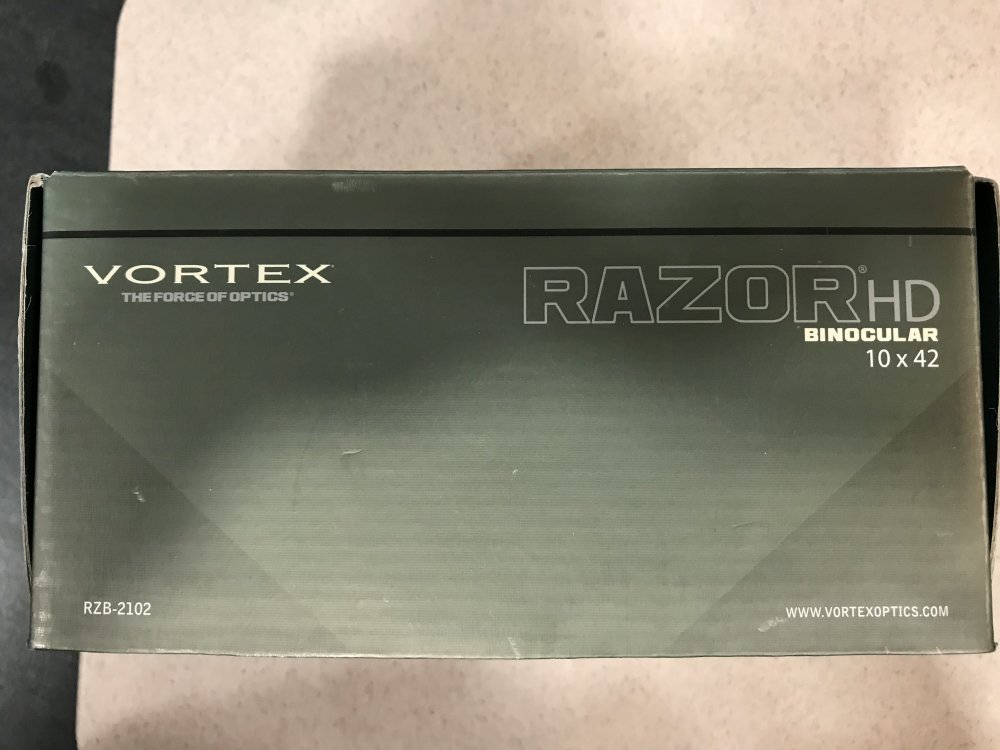 VORTEX
THE FORCE OF OPTICS®
RAZOR® HD
BINOCULAR
10 x 42
RZB-2102
WWW.VORTEXOPTICS.COM